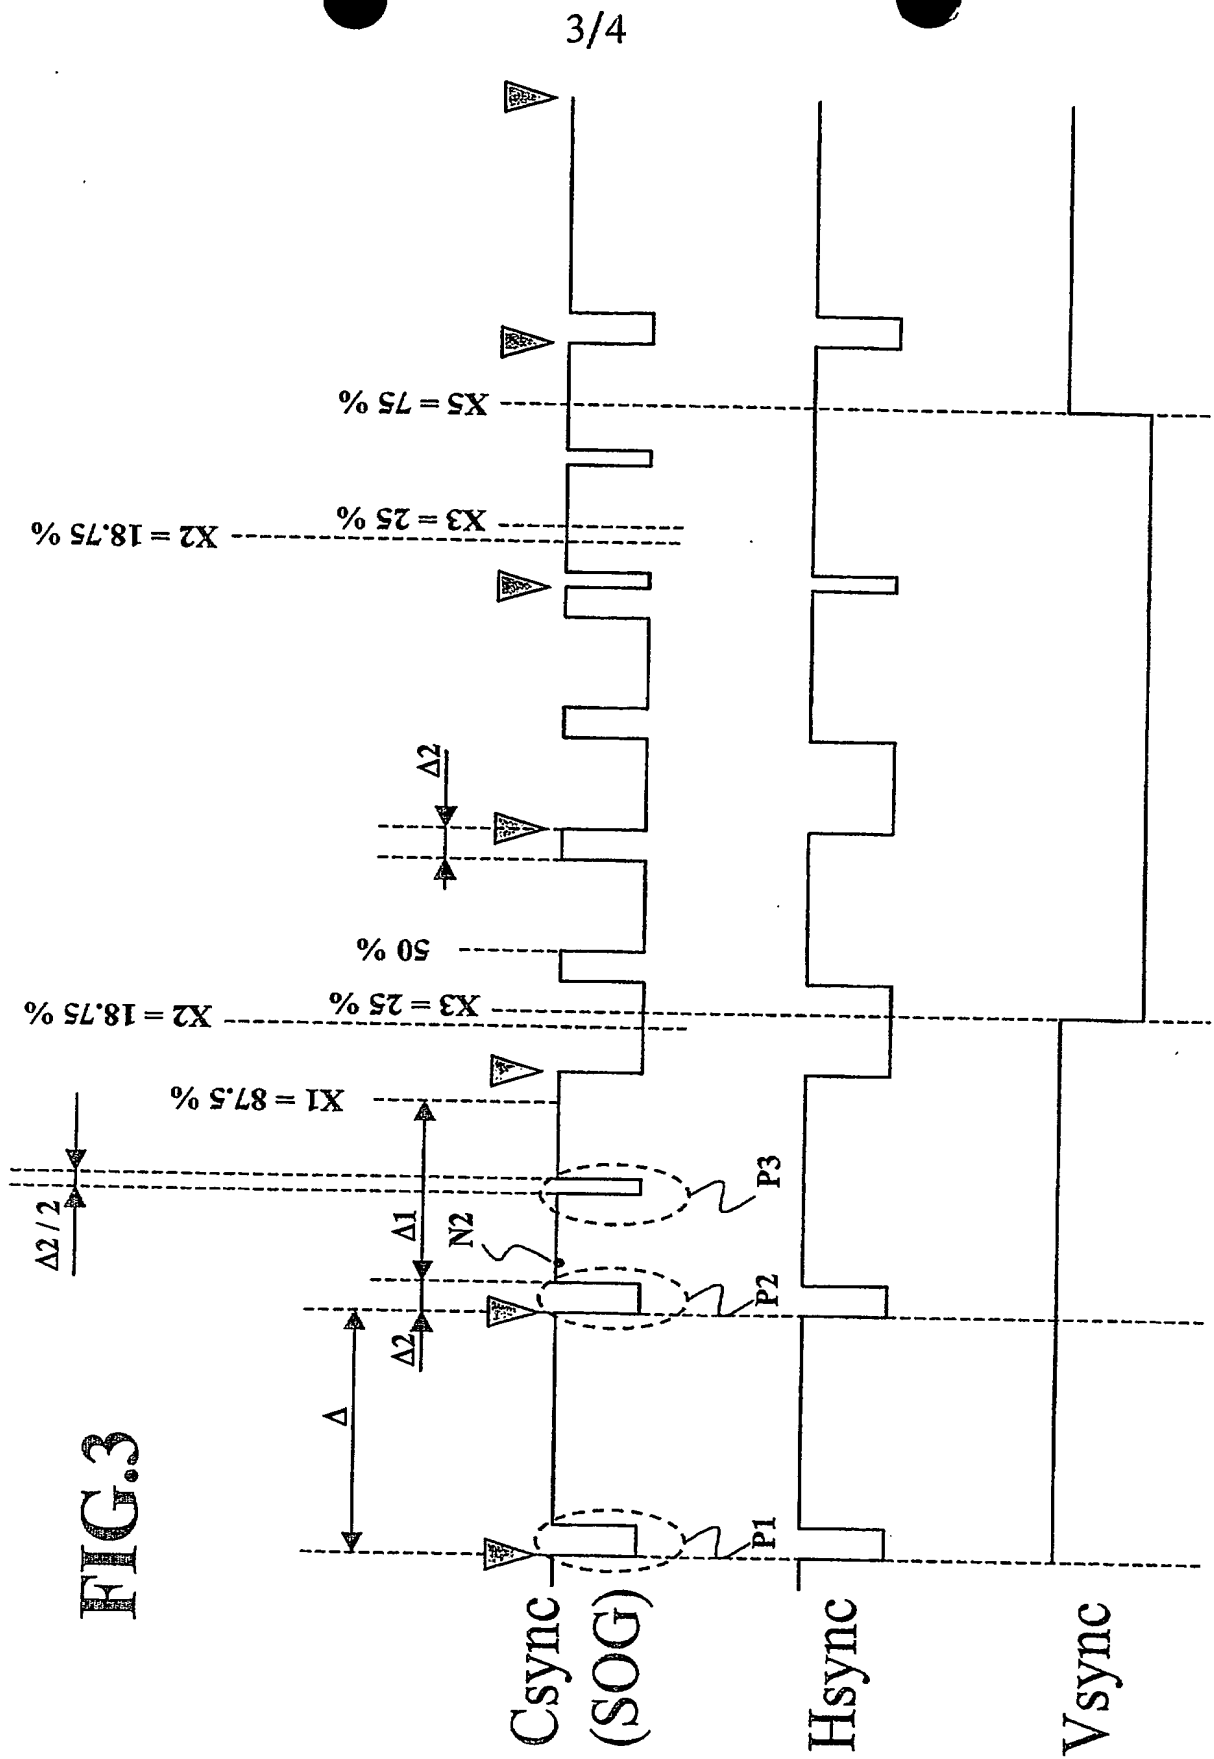 3/4
FIG.3
Δ2 / 2
X1 = 87.5 %
X2 = 18.75 %
X3 = 25 %
50 %
Δ2
X2 = 18.75 %
X3 = 25 %
X5 = 75 %
Δ
Δ2
Δ1
N2
P1
P2
P3
Csync
(SOG)
Hsync
Vsync